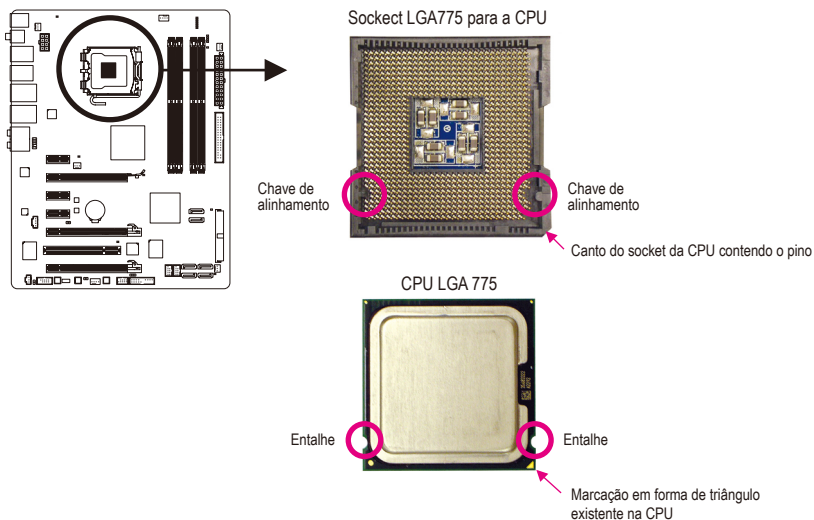 Sockect LGA775 para a CPU
Chave de
alinhamento
Chave de
alinhamento
Canto do socket da CPU contendo o pino
CPU LGA 775
Entalhe
Entalhe
Marcação em forma de triângulo
existente na CPU